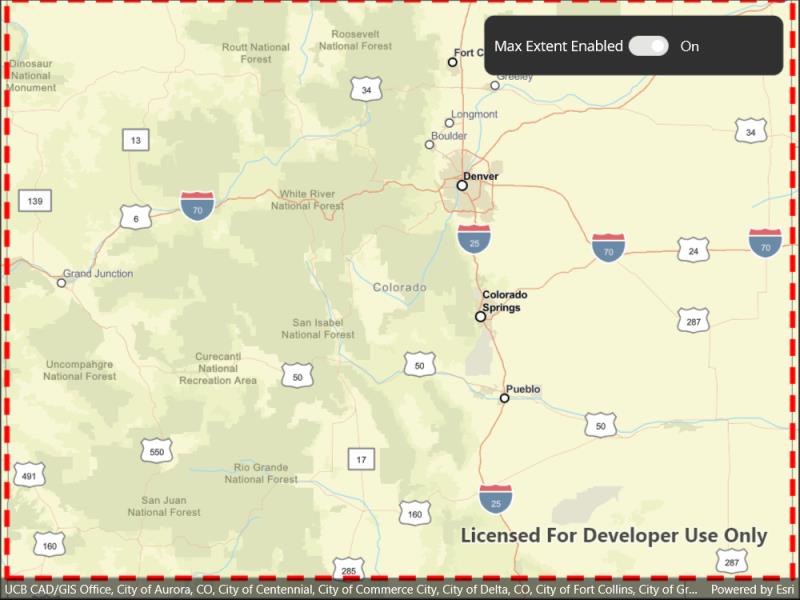 Roosevelt
National Forest
Routt National
Forest
Fort C
Max Extent Enabled
On
Dinosaur
National
Monument
Greeley
34
Longmont
34
13
Boulder
Denver
139
White River
National Forest
70
6
25
70
24
70
Grand Junction
Colorado
Colorado
Springs
287
San Isabel
National Forest
Uncompahgre
National Forest
Curecanti
National
Recreation Area
50
50
Pueblo
50
550
17
491
Rio Grande
National Forest
25
San Juan
National Forest
160
160
Licensed For Developer Use Only
285
287
UCB CAD/GIS Office, City of Aurora, CO, City of Centennial, City of Commerce City, City of Delta, CO, City of Fort Collins, City of Gr...
Powered by Esri